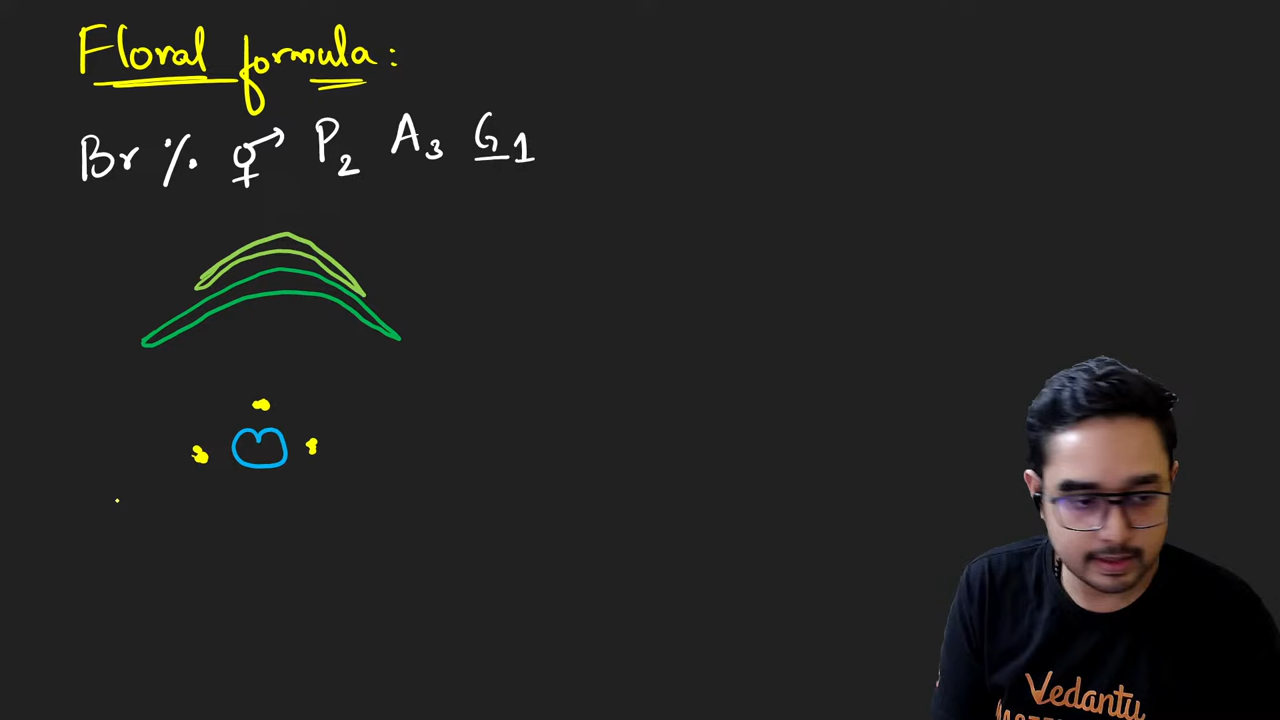 Floral formula:
Br % ⚥ P₂ A₃ G̲₁
Vedantu